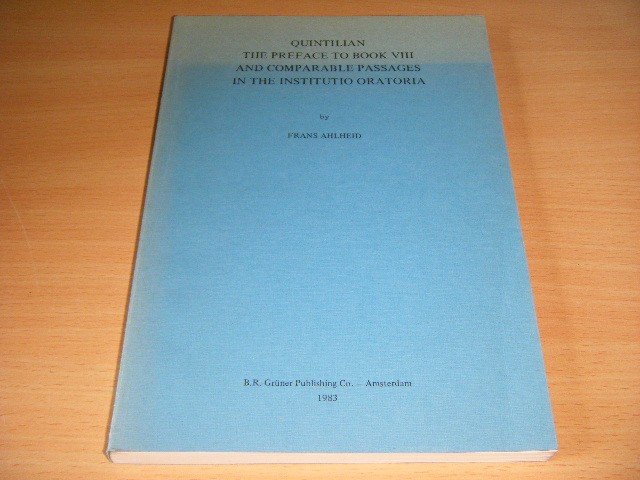 QUINTILIAN
THE PREFACE TO BOOK VIII
AND COMPARABLE PASSAGES
IN THE INSTITUTIO ORATORIA
by
FRANS AHLHEID
B.R. Grüner Publishing Co. – Amsterdam
1983